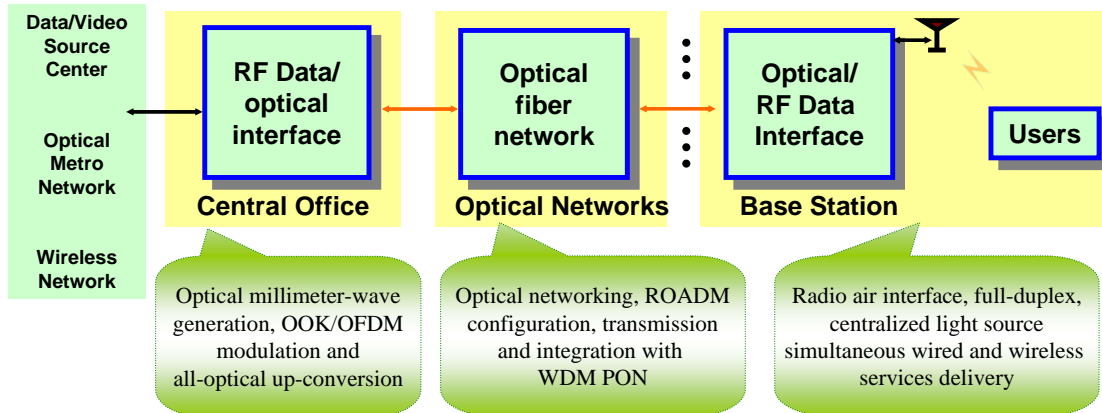 Data/Video
Source
Center
Optical
Metro
Network
Wireless
Network
RF Data/
optical
interface
Central Office
Optical
fiber
network
Optical Networks
Optical/
RF Data
Interface
Base Station
Users
Optical millimeter-wave
generation, OOK/OFDM
modulation and
all-optical up-conversion
Optical networking, ROADM
configuration, transmission
and integration with
WDM PON
Radio air interface, full-duplex,
centralized light source
simultaneous wired and wireless
services delivery